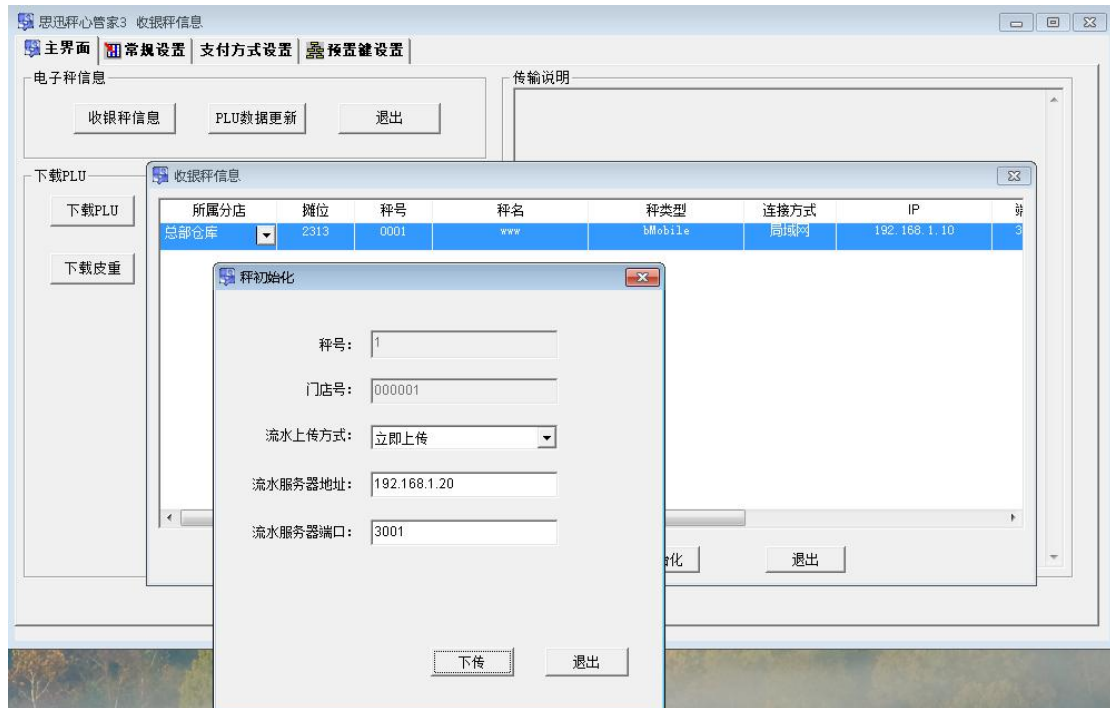 思迅秤心管家3 收银秤信息
主界面 常规设置 支付方式设置 预置键设置
电子秤信息
收银秤信息 PLU数据更新 退出
传输说明
下载PLU
下载PLU
下载皮重
收银秤信息
所属分店 摊位 秤号 秤名 秤类型 连接方式 IP
总部仓库 2313 0001 www bMobile 局域网 192.168.1.10 3
秤初始化
秤号： 1
门店号： 000001
流水上传方式： 立即上传
流水服务器地址： 192.168.1.20
流水服务器端口： 3001
化 退出
下传 退出